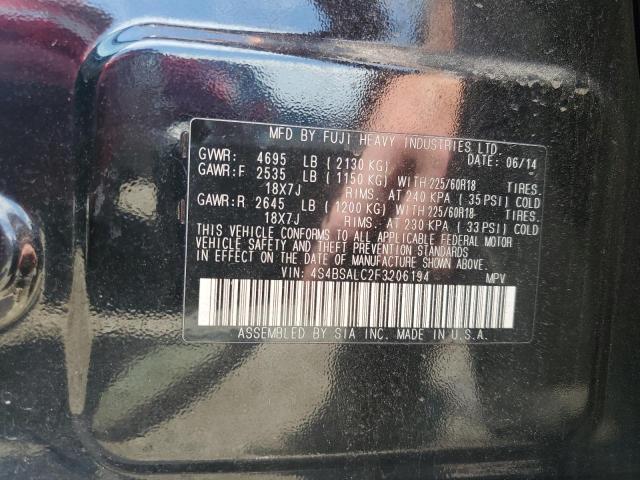 MFD BY FUJI HEAVY INDUSTRIES LTD.
GVWR: 4695 LB (2130 KG) DATE: 06/14
GAWR:F 2535 LB (1150 KG) WITH 225/60R18 TIRES.
18X7J RIMS. AT 240 KPA (35 PSI) COLD
GAWR:R 2645 LB (1200 KG) WITH 225/60R18 TIRES.
18X7J RIMS. AT 230 KPA (33 PSI) COLD
THIS VEHICLE CONFORMS TO ALL APPLICABLE FEDERAL MOTOR
VEHICLE SAFETY AND THEFT PREVENTION STANDARDS
IN EFFECT ON THE DATE OF MANUFACTURE SHOWN ABOVE.
VIN: 4S4BSALC2F3206194 MPV
ASSEMBLED BY SIA INC. MADE IN U.S.A.